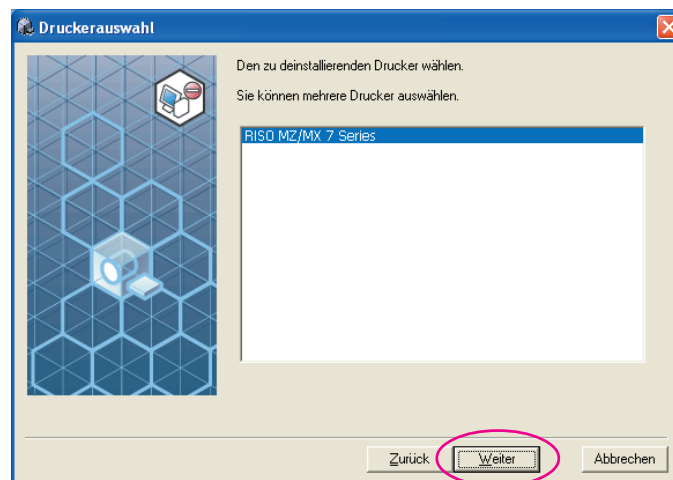 Druckerauswahl
Den zu deinstallierenden Drucker wählen.
Sie können mehrere Drucker auswählen.
RISO MZ/MX 7 Series
Zurück
Weiter
Abbrechen